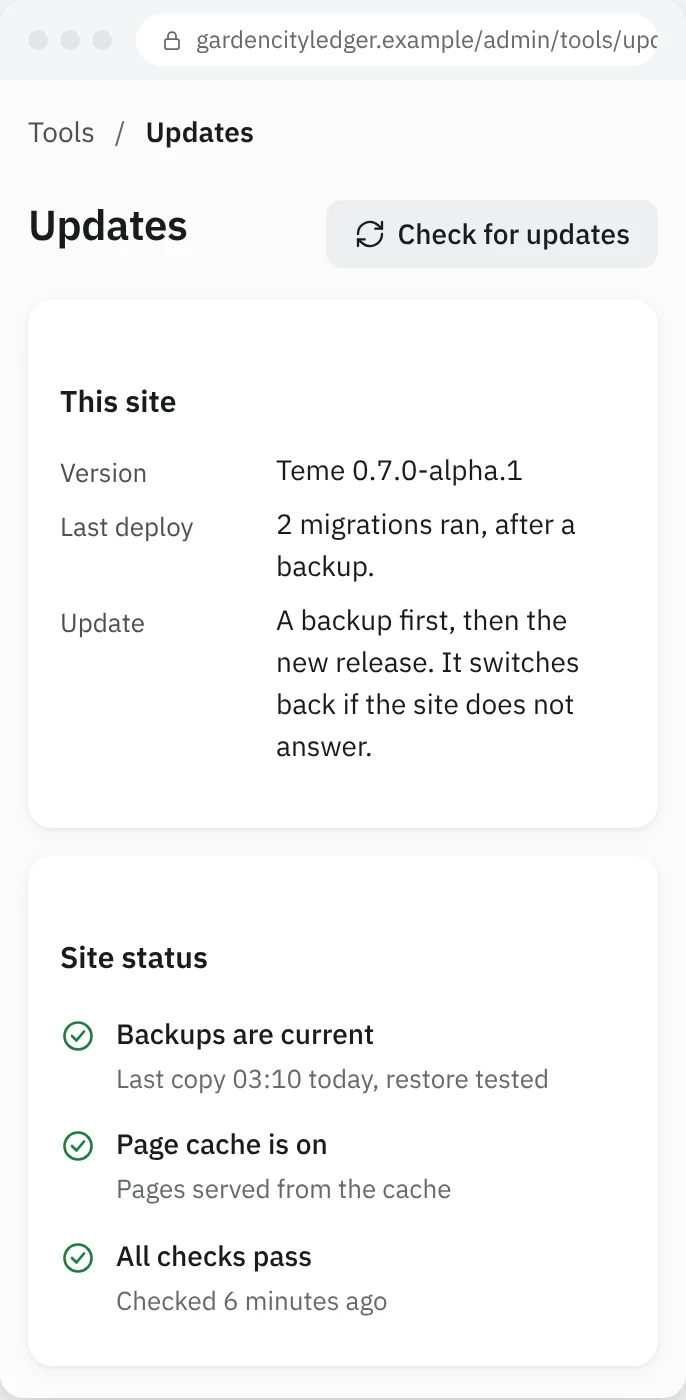 gardencityledger.example/admin/tools/upd
Tools / Updates
Updates
Check for updates
This site
Version
Teme 0.7.0-alpha.1
Last deploy
2 migrations ran, after a
backup.
Update
A backup first, then the
new release. It switches
back if the site does not
answer.
Site status
Backups are current
Last copy 03:10 today, restore tested
Page cache is on
Pages served from the cache
All checks pass
Checked 6 minutes ago